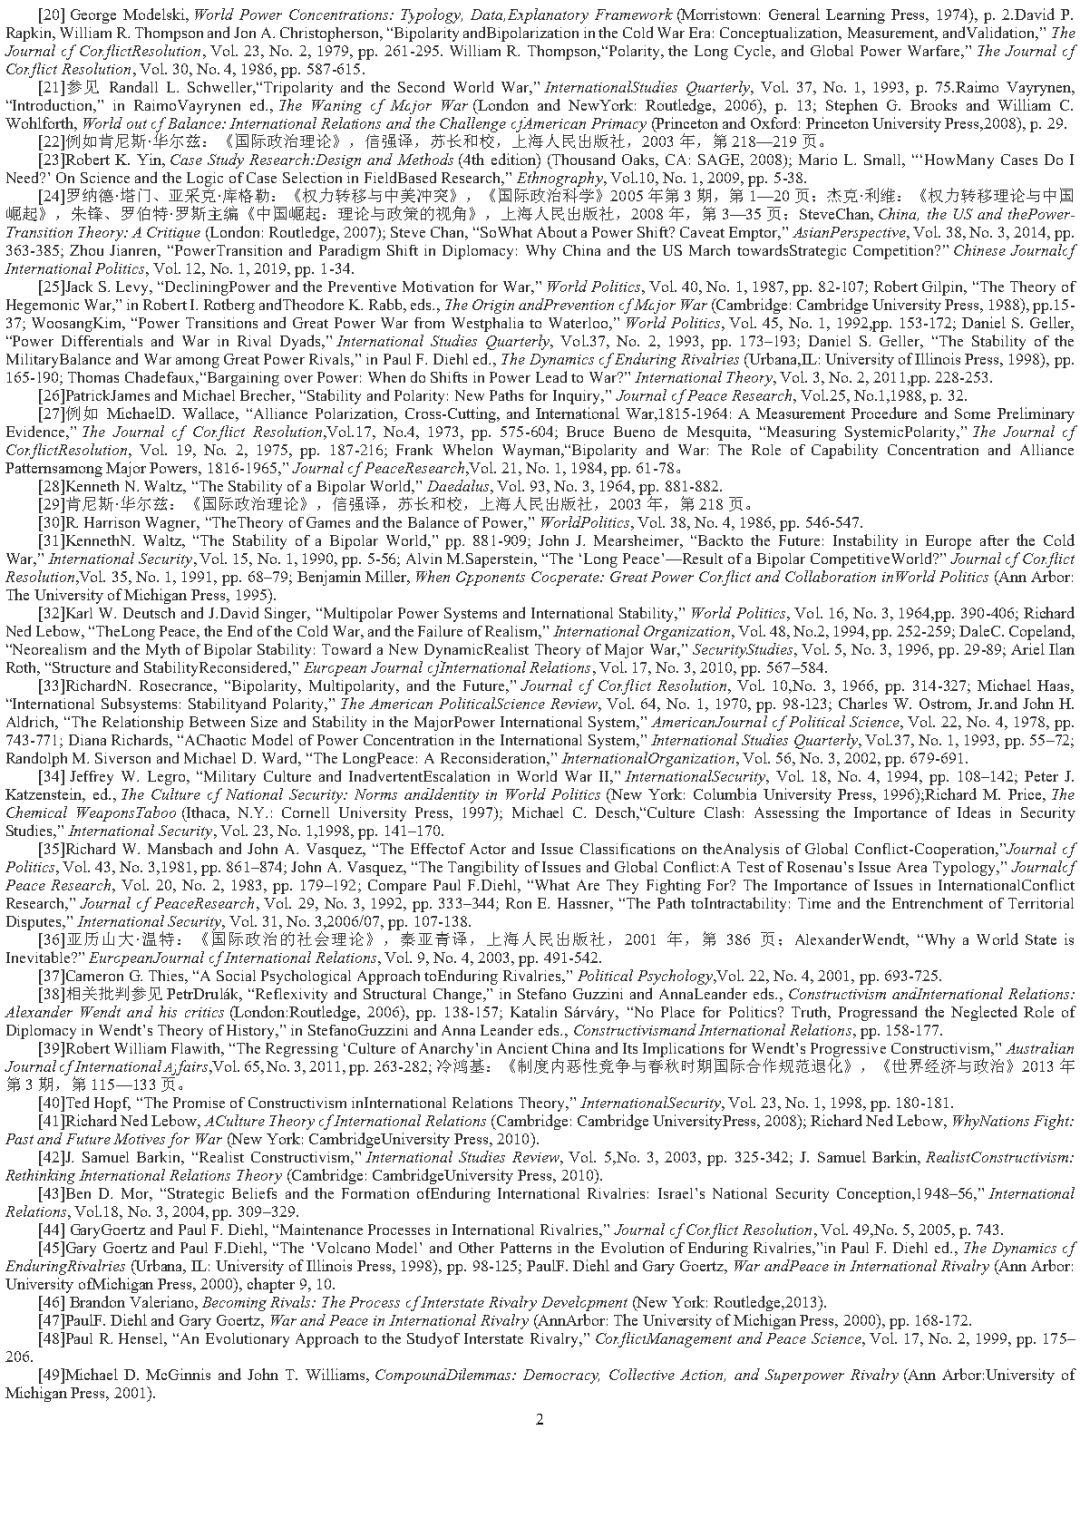 [20] George Modelski, World Power Concentrations: Typology, Data,Explanatory Framework (Morristown: General Learning Press, 1974), p. 2.David P.
Rapkin, William R. Thompson and Jon A. Christopherson, “Bipolarity andBipolarization in the Cold War Era: Conceptualization, Measurement, andValidation,” The
Journal of ConflictResolution, Vol. 23, No. 2, 1979, pp. 261-295. William R. Thompson,“Polarity, the Long Cycle, and Global Power Warfare,” The Journal of
Conflict Resolution, Vol. 30, No. 4, 1986, pp. 587-615.
[21]参见 Randall L. Schweller,“Tripolarity and the Second World War,” InternationalStudies Quarterly, Vol. 37, No. 1, 1993, p. 75.Raimo Vayrynen,
“Introduction,” in RaimoVayrynen ed., The Waning of Major War (London and NewYork: Routledge, 2006), p. 13; Stephen G. Brooks and William C.
Wohlforth, World out of Balance: International Relations and the Challenge ofAmerican Primacy (Princeton and Oxford: Princeton University Press,2008), p. 29.
[22]例如肯尼斯·华尔兹：《国际政治理论》，信强译，苏长和校，上海人民出版社，2003 年，第 218—219 页。
[23]Robert K. Yin, Case Study Research:Design and Methods (4th edition) (Thousand Oaks, CA: SAGE, 2008); Mario L. Small, “‘HowMany Cases Do I
Need?’ On Science and the Logic of Case Selection in FieldBased Research,” Ethnography, Vol.10, No. 1, 2009, pp. 5-38.
[24]罗纳德·塔门、亚采克·库格勒：《权力转移与中美冲突》，《国际政治科学》2005 年第 3 期，第 1—20 页；杰克·利维：《权力转移理论与中国
崛起》，朱锋、罗伯特·罗斯主编《中国崛起：理论与政策的视角》，上海人民出版社，2008 年，第 3—35 页；SteveChan, China, the US and thePower-
Transition Theory: A Critique (London: Routledge, 2007); Steve Chan, “SoWhat About a Power Shift? Caveat Emptor,” AsianPerspective, Vol. 38, No. 3, 2014, pp.
363-385; Zhou Jianren, “PowerTransition and Paradigm Shift in Diplomacy: Why China and the US March towardsStrategic Competition?” Chinese Journalof
International Politics, Vol. 12, No. 1, 2019, pp. 1-34.
[25]Jack S. Levy, “DecliningPower and the Preventive Motivation for War,” World Politics, Vol. 40, No. 1, 1987, pp. 82-107; Robert Gilpin, “The Theory of
Hegemonic War,” in Robert I. Rotberg andTheodore K. Rabb, eds., The Origin andPrevention of Major War (Cambridge: Cambridge University Press, 1988), pp.15-
37; WoosangKim, “Power Transitions and Great Power War from Westphalia to Waterloo,” World Politics, Vol. 45, No. 1, 1992,pp. 153-172; Daniel S. Geller,
“Power Differentials and War in Rival Dyads,” International Studies Quarterly, Vol.37, No. 2, 1993, pp. 173–193; Daniel S. Geller, “The Stability of the
MilitaryBalance and War among Great Power Rivals,” in Paul F. Diehl ed., The Dynamics of Enduring Rivalries (Urbana,IL: University of Illinois Press, 1998), pp.
165-190; Thomas Chadefaux,“Bargaining over Power: When do Shifts in Power Lead to War?” International Theory, Vol. 3, No. 2, 2011,pp. 228-253.
[26]PatrickJames and Michael Brecher, “Stability and Polarity: New Paths for Inquiry,” Journal of Peace Research, Vol.25, No.1,1988, p. 32.
[27]例如 MichaelD. Wallace, “Alliance Polarization, Cross-Cutting, and International War,1815-1964: A Measurement Procedure and Some Preliminary
Evidence,” The Journal of Conflict Resolution,Vol.17, No.4, 1973, pp. 575-604; Bruce Bueno de Mesquita, “Measuring SystemicPolarity,” The Journal of
ConflictResolution, Vol. 19, No. 2, 1975, pp. 187-216; Frank Whelon Wayman,“Bipolarity and War: The Role of Capability Concentration and Alliance
Patternsamong Major Powers, 1816-1965,” Journal of PeaceResearch,Vol. 21, No. 1, 1984, pp. 61-78。
[28]Kenneth N. Waltz, “The Stability of a Bipolar World,” Daedalus, Vol. 93, No. 3, 1964, pp. 881-882.
[29]肯尼斯·华尔兹：《国际政治理论》，信强译，苏长和校，上海人民出版社，2003 年，第 218 页。
[30]R. Harrison Wagner, “TheTheory of Games and the Balance of Power,” WorldPolitics, Vol. 38, No. 4, 1986, pp. 546-547.
[31]KennethN. Waltz, “The Stability of a Bipolar World,” pp. 881-909; John J. Mearsheimer, “Backto the Future: Instability in Europe after the Cold
War,” International Security, Vol. 15, No. 1, 1990, pp. 5-56; Alvin M.Saperstein, “The ‘Long Peace’—Result of a Bipolar CompetitiveWorld?” Journal of Conflict
Resolution,Vol. 35, No. 1, 1991, pp. 68–79; Benjamin Miller, When Opponents Cooperate: Great Power Conflict and Collaboration inWorld Politics (Ann Arbor:
The University of Michigan Press, 1995).
[32]Karl W. Deutsch and J.David Singer, “Multipolar Power Systems and International Stability,” World Politics, Vol. 16, No. 3, 1964,pp. 390-406; Richard
Ned Lebow, “TheLong Peace, the End of the Cold War, and the Failure of Realism,” International Organization, Vol. 48, No.2, 1994, pp. 252-259; DaleC. Copeland,
“Neorealism and the Myth of Bipolar Stability: Toward a New DynamicRealist Theory of Major War,” SecurityStudies, Vol. 5, No. 3, 1996, pp. 29-89; Ariel Ilan
Roth, “Structure and StabilityReconsidered,” European Journal ofInternational Relations, Vol. 17, No. 3, 2010, pp. 567–584.
[33]RichardN. Rosecrance, “Bipolarity, Multipolarity, and the Future,” Journal of Conflict Resolution, Vol. 10,No. 3, 1966, pp. 314-327; Michael Haas,
“International Subsystems: Stabilityand Polarity,” The American PoliticalScience Review, Vol. 64, No. 1, 1970, pp. 98-123; Charles W. Ostrom, Jr.and John H.
Aldrich, “The Relationship Between Size and Stability in the MajorPower International System,” AmericanJournal of Political Science, Vol. 22, No. 4, 1978, pp.
743-771; Diana Richards, “AChaotic Model of Power Concentration in the International System,” International Studies Quarterly, Vol.37, No. 1, 1993, pp. 55–72;
Randolph M. Siverson and Michael D. Ward, “The LongPeace: A Reconsideration,” InternationalOrganization, Vol. 56, No. 3, 2002, pp. 679-691.
[34] Jeffrey W. Legro, “Military Culture and InadvertentEscalation in World War II,” InternationalSecurity, Vol. 18, No. 4, 1994, pp. 108–142; Peter J.
Katzenstein, ed., The Culture of National Security: Norms andIdentity in World Politics (New York: Columbia University Press, 1996);Richard M. Price, The
Chemical WeaponsTaboo (Ithaca, N.Y.: Cornell University Press, 1997); Michael C. Desch,“Culture Clash: Assessing the Importance of Ideas in Security
Studies,” International Security, Vol. 23, No. 1,1998, pp. 141–170.
[35]Richard W. Mansbach and John A. Vasquez, “The Effectof Actor and Issue Classifications on theAnalysis of Global Conflict-Cooperation,”Journal of
Politics, Vol. 43, No. 3,1981, pp. 861–874; John A. Vasquez, “The Tangibility of Issues and Global Conflict:A Test of Rosenau’s Issue Area Typology,” Journalof
Peace Research, Vol. 20, No. 2, 1983, pp. 179–192; Compare Paul F.Diehl, “What Are They Fighting For? The Importance of Issues in InternationalConflict
Research,” Journal of PeaceResearch, Vol. 29, No. 3, 1992, pp. 333–344; Ron E. Hassner, “The Path toIntractability: Time and the Entrenchment of Territorial
Disputes,” International Security, Vol. 31, No. 3,2006/07, pp. 107-138.
[36]亚历山大·温特：《国际政治的社会理论》，秦亚青译，上海人民出版社，2001 年，第 386 页；AlexanderWendt, “Why a World State is
Inevitable?” EuropeanJournal of International Relations, Vol. 9, No. 4, 2003, pp. 491-542.
[37]Cameron G. Thies, “A Social Psychological Approach toEnduring Rivalries,” Political Psychology,Vol. 22, No. 4, 2001, pp. 693-725.
[38]相关批判参见 PetrDrulák, “Reflexivity and Structural Change,” in Stefano Guzzini and AnnaLeander eds., Constructivism andInternational Relations:
Alexander Wendt and his critics (London:Routledge, 2006), pp. 138-157; Katalin Sárváry, “No Place for Politics? Truth, Progressand the Neglected Role of
Diplomacy in Wendt’s Theory of History,” in StefanoGuzzini and Anna Leander eds., Constructivismand International Relations, pp. 158-177.
[39]Robert William Flawith, “The Regressing ‘Culture of Anarchy’in Ancient China and Its Implications for Wendt’s Progressive Constructivism,” Australian
Journal of International Affairs,Vol. 65, No. 3, 2011, pp. 263-282; 冷鸿基：《制度内恶性竞争与春秋时期国际合作规范退化》，《世界经济与政治》2013 年
第 3 期，第 115—133 页。
[40]Ted Hopf, “The Promise of Constructivism inInternational Relations Theory,” InternationalSecurity, Vol. 23, No. 1, 1998, pp. 180-181.
[41]Richard Ned Lebow, ACulture Theory of International Relations (Cambridge: Cambridge UniversityPress, 2008); Richard Ned Lebow, WhyNations Fight:
Past and Future Motives for War (New York: CambridgeUniversity Press, 2010).
[42]J. Samuel Barkin, “Realist Constructivism,” International Studies Review, Vol. 5,No. 3, 2003, pp. 325-342; J. Samuel Barkin, RealistConstructivism:
Rethinking International Relations Theory (Cambridge: CambridgeUniversity Press, 2010).
[43]Ben D. Mor, “Strategic Beliefs and the Formation ofEnduring International Rivalries: Israel’s National Security Conception,1948–56,” International
Relations, Vol.18, No. 3, 2004, pp. 309–329.
[44] GaryGoertz and Paul F. Diehl, “Maintenance Processes in International Rivalries,” Journal of Conflict Resolution, Vol. 49,No. 5, 2005, p. 743.
[45]Gary Goertz and Paul F.Diehl, “The ‘Volcano Model’ and Other Patterns in the Evolution of Enduring Rivalries,”in Paul F. Diehl ed., The Dynamics of
EnduringRivalries (Urbana, IL: University of Illinois Press, 1998), pp. 98-125; PaulF. Diehl and Gary Goertz, War andPeace in International Rivalry (Ann Arbor:
University ofMichigan Press, 2000), chapter 9, 10.
[46] Brandon Valeriano, Becoming Rivals: The Process of Interstate Rivalry Development (New York: Routledge,2013).
[47]PaulF. Diehl and Gary Goertz, War and Peace in International Rivalry (AnnArbor: The University of Michigan Press, 2000), pp. 168-172.
[48]Paul R. Hensel, “An Evolutionary Approach to the Studyof Interstate Rivalry,” ConflictManagement and Peace Science, Vol. 17, No. 2, 1999, pp. 175–
206.
[49]Michael D. McGinnis and John T. Williams, CompoundDilemmas: Democracy, Collective Action, and Superpower Rivalry (Ann Arbor:University of
Michigan Press, 2001).
2